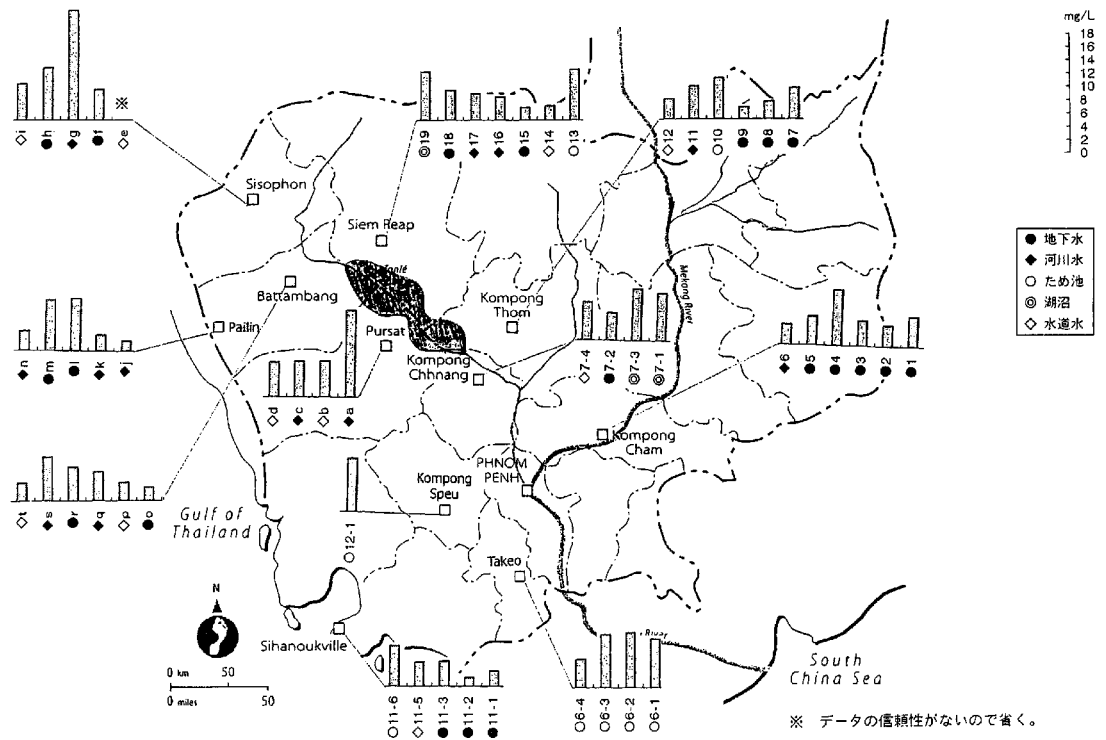 mg/L
18
16
14
12
10
8
6
4
2
0
◇i
●h
◆g
●f
◇e
※
◎19
●18
◆17
◆16
●15
◇14
○13
◇12
◆11
○10
●9
●8
●7
Sisophon
Siem Reap
Battambang
Pailin
Pursat
Kompong
Thom
Kompong
Chhnang
Mekong River
● 地下水
◆ 河川水
○ ため池
◎ 湖沼
◇ 水道水
◆n
●m
●l
◆k
◆j
◇d
◆c
◇b
◆a
◇7-4
●7-2
◎7-3
◎7-1
◆6
●5
●4
●3
●2
●1
Kompong
Cham
PHNOM
PENH
Kompong
Speu
◇t
◆s
●r
◆q
◇p
●o
Gulf of
Thailand
○12-1
Takeo
N
Sihanoukville
River
South
China Sea
0 km 50
0 miles 50
○11-6
◇11-5
●11-3
●11-2
●11-1
○6-4
○6-3
○6-2
○6-1
※ データの信頼性がないので省く。